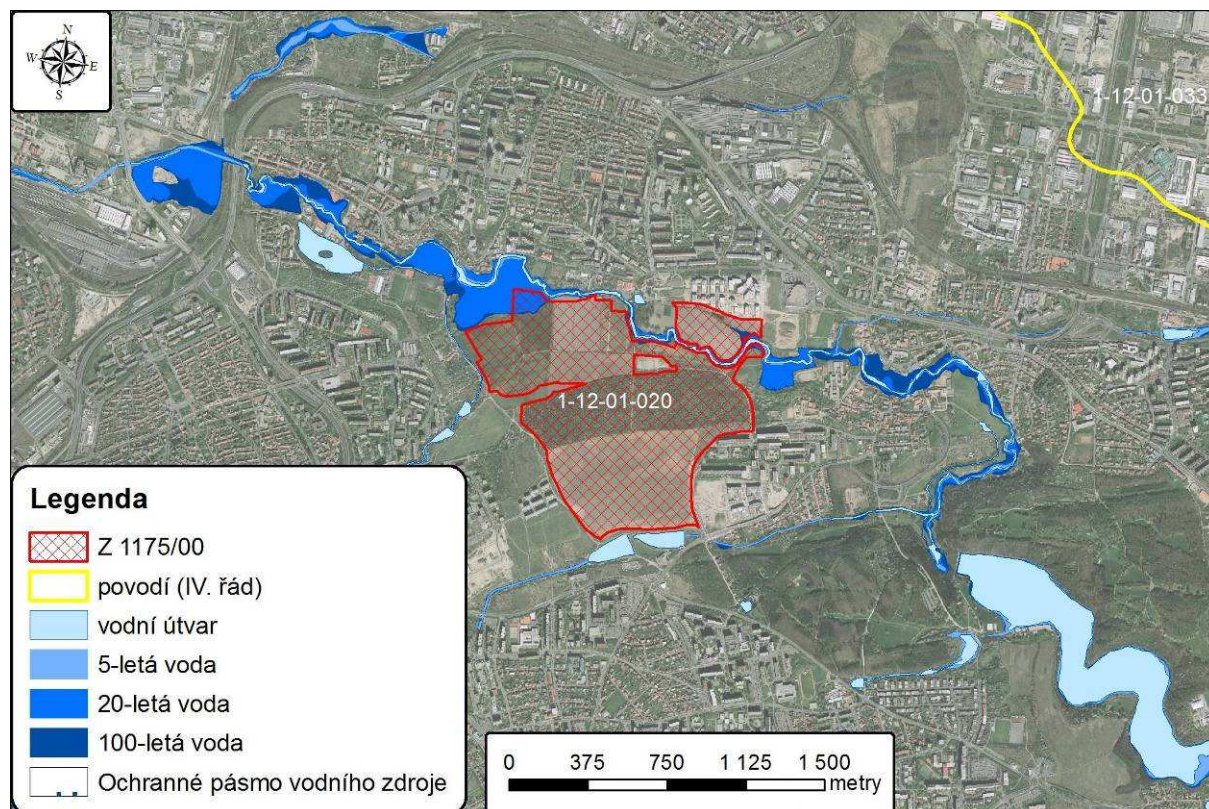 N
W E
S
1-12-01-033
1-12-01-020
Legenda
Z 1175/00
povodí (IV. řád)
vodní útvar
5-letá voda
20-letá voda
100-letá voda
Ochranné pásmo vodního zdroje
0 375 750 1 125 1 500
metry